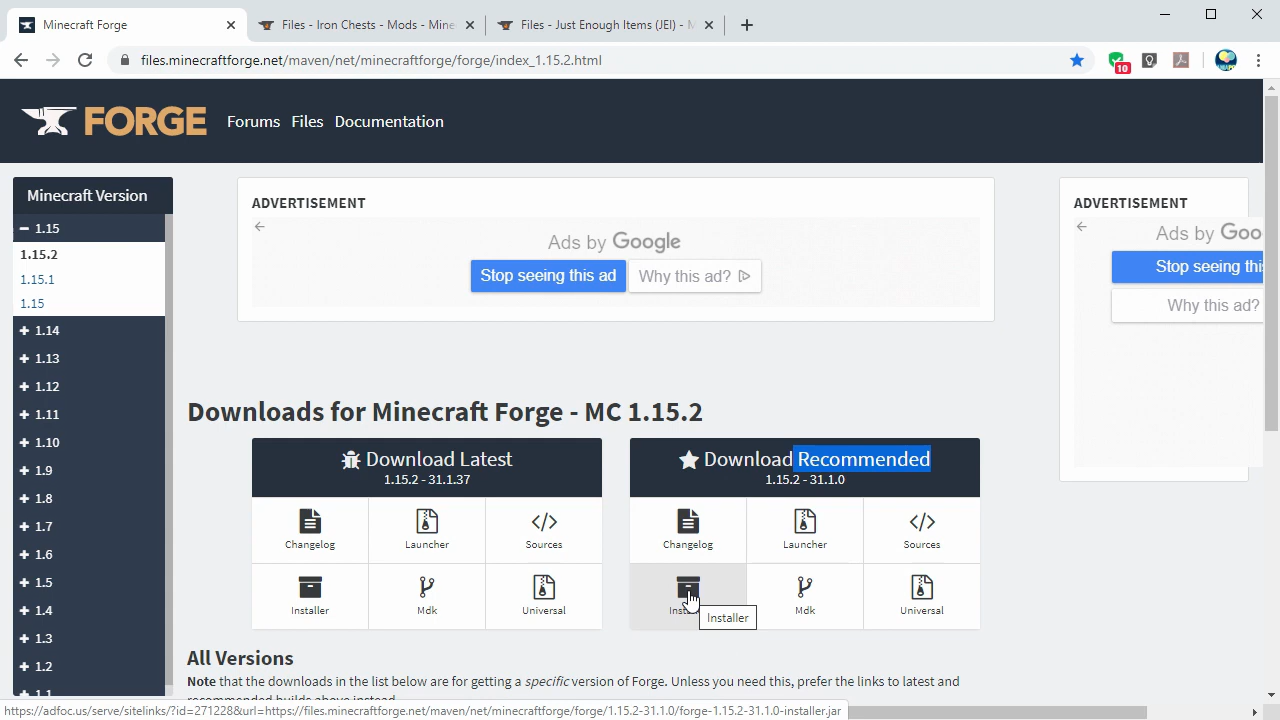 Minecraft Forge
Files - Iron Chests - Mods - Mine
Files - Just Enough Items (JEI) - M
files.minecraftforge.net/maven/net/minecraftforge/forge/index_1.15.2.html
10
FORGE
Forums Files Documentation
Minecraft Version
1.15
1.15.2
1.15.1
1.15
1.14
1.13
1.12
1.11
1.10
1.9
1.8
1.7
1.6
1.5
1.4
1.3
1.2
1.1
ADVERTISEMENT
Ads by Google
Stop seeing this ad
Why this ad?
ADVERTISEMENT
Ads by Goo
Stop seeing thi
Why this ad?
Downloads for Minecraft Forge - MC 1.15.2
Download Latest
1.15.2 - 31.1.37
Changelog
Launcher
Sources
Installer
Mdk
Universal
Download Recommended
1.15.2 - 31.1.0
Changelog
Launcher
Sources
Installer
Mdk
Universal
Installer
All Versions
Note that the downloads in the list below are for getting a specific version of Forge. Unless you need this, prefer the links to latest and
recommended builds above instead.
https://adfoc.us/serve/sitelinks/?id=271228&url=https://files.minecraftforge.net/maven/net/minecraftforge/forge/1.15.2-31.1.0/forge-1.15.2-31.1.0-installer.jar